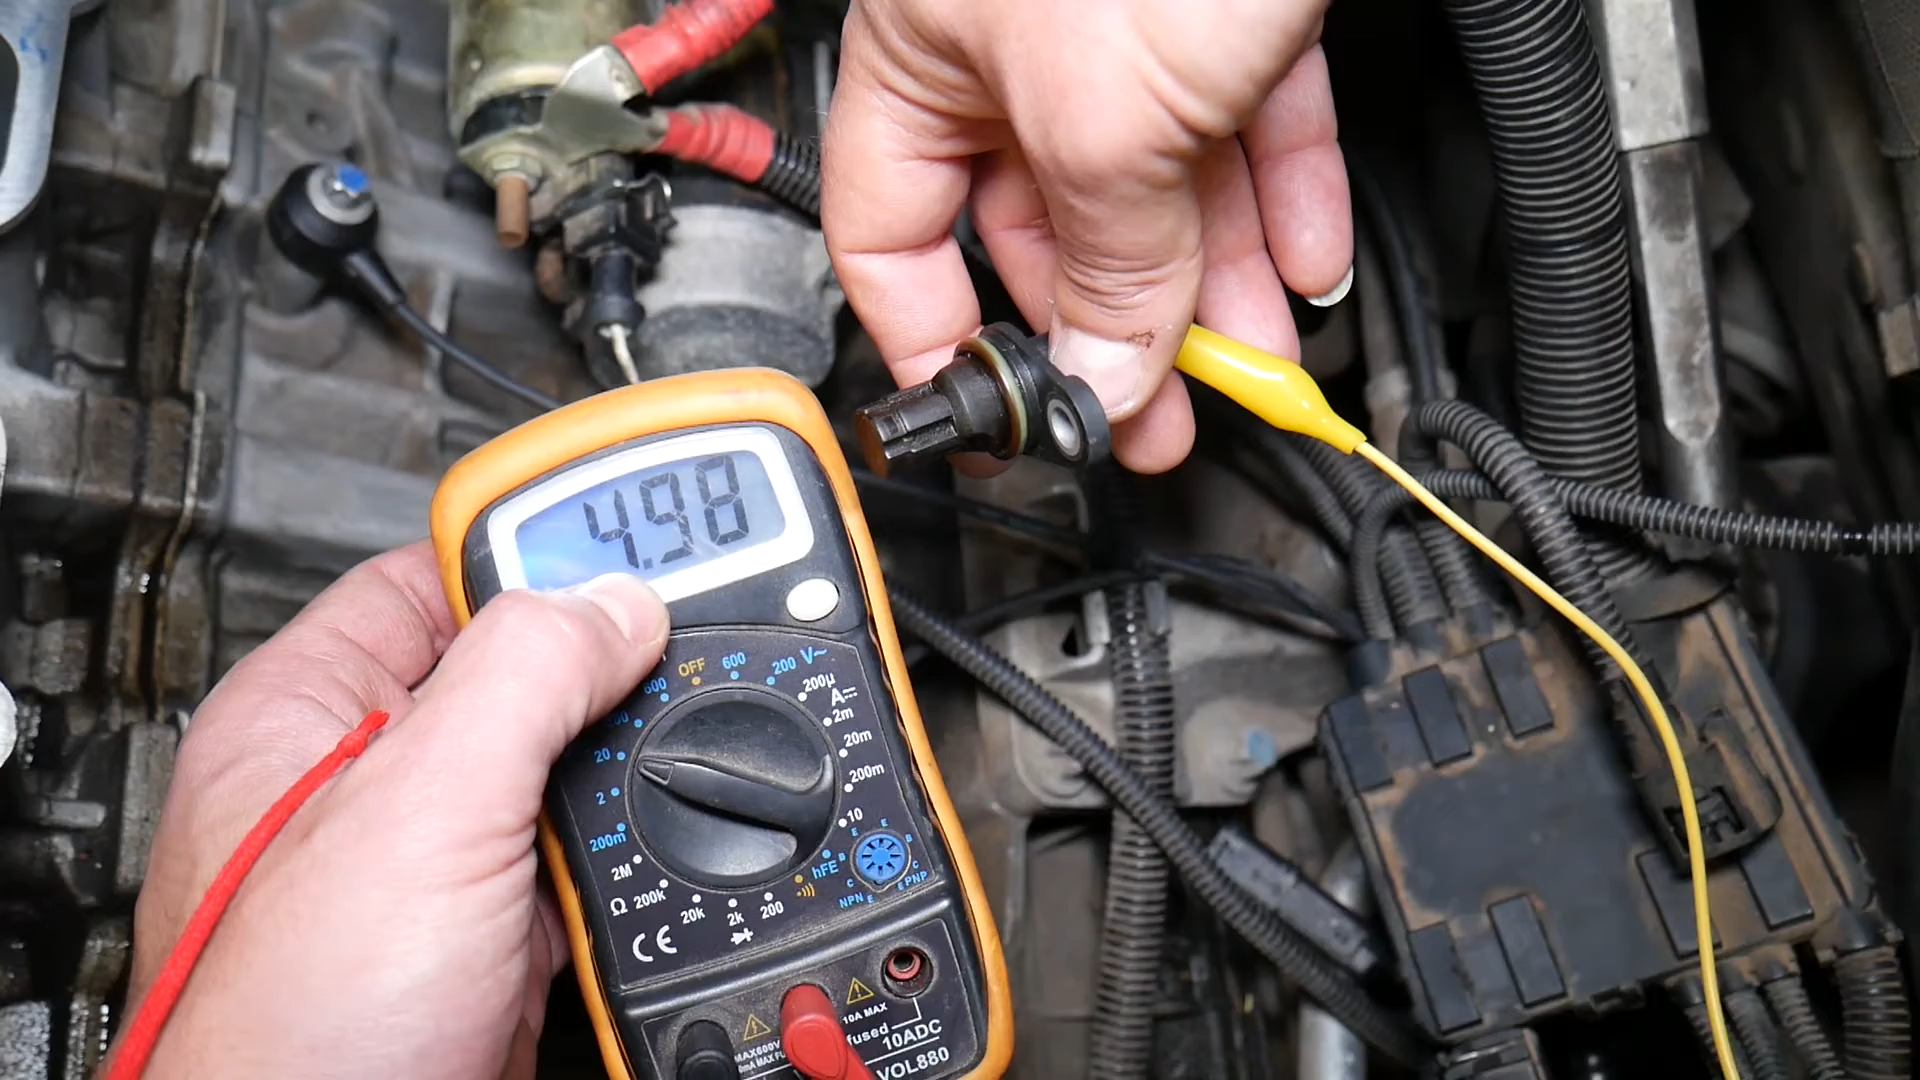 4.98
OFF
600
200 V~
600
200µ
A
2m
20
20m
2
200m
200m
10
2M
hFE
Ω 200k
20k
2k
200
E
E
B
B
C
C
E
PNP
NPN
E
CE
10A MAX
MAX600V
fused
10ADC
VOL880